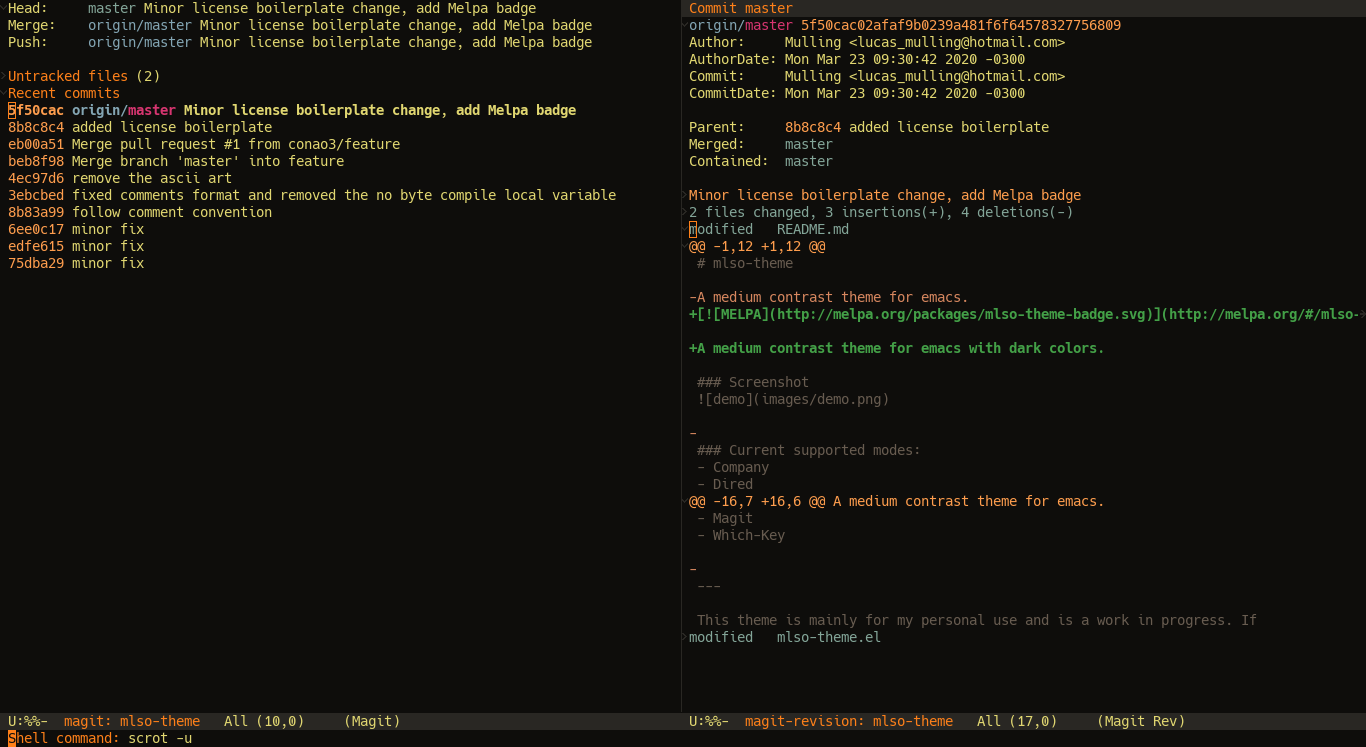 Head:     master Minor license boilerplate change, add Melpa badge
Merge:    origin/master Minor license boilerplate change, add Melpa badge
Push:     origin/master Minor license boilerplate change, add Melpa badge
Untracked files (2)
Recent commits
5f50cac origin/master Minor license boilerplate change, add Melpa badge
8b8c8c4 added license boilerplate
eb00a51 Merge pull request #1 from conao3/feature
beb8f98 Merge branch 'master' into feature
4ec97d6 remove the ascii art
3ebcbed fixed comments format and removed the no byte compile local variable
8b83a99 follow comment convention
6ee0c17 minor fix
edfe615 minor fix
75dba29 minor fix
U:%%-  magit: mlso-theme   All (10,0)     (Magit)
Commit master
origin/master 5f50cac02afaf9b0239a481f6f64578327756809
Author:     Mulling <lucas_mulling@hotmail.com>
AuthorDate: Mon Mar 23 09:30:42 2020 -0300
Commit:     Mulling <lucas_mulling@hotmail.com>
CommitDate: Mon Mar 23 09:30:42 2020 -0300
Parent:     8b8c8c4 added license boilerplate
Merged:     master
Contained:  master
Minor license boilerplate change, add Melpa badge
2 files changed, 3 insertions(+), 4 deletions(-)
modified   README.md
@@ -1,12 +1,12 @@
 # mlso-theme
-A medium contrast theme for emacs.
+[![MELPA](http://melpa.org/packages/mlso-theme-badge.svg)](http://melpa.org/#/mlso-
+A medium contrast theme for emacs with dark colors.
 ### Screenshot
 ![demo](images/demo.png)
-
 ### Current supported modes:
 - Company
 - Dired
@@ -16,7 +16,6 @@ A medium contrast theme for emacs.
 - Magit
 - Which-Key
-
 ---
 This theme is mainly for my personal use and is a work in progress. If
modified   mlso-theme.el
U:%%-  magit-revision: mlso-theme   All (17,0)     (Magit Rev)
Shell command: scrot -u